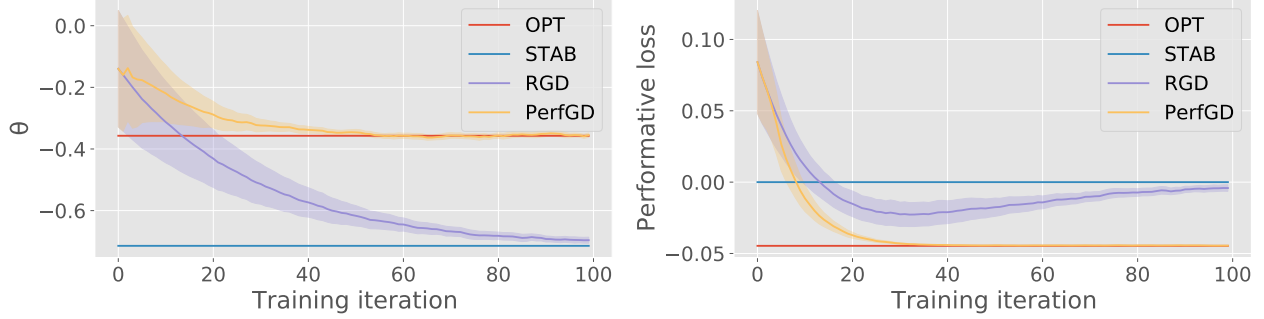 0.0
−0.2
−0.4
−0.6
θ
0 20 40 60 80 100
Training iteration
OPT
STAB
RGD
PerfGD
0.10
0.05
0.00
−0.05
Performative loss
0 20 40 60 80 100
Training iteration
OPT
STAB
RGD
PerfGD